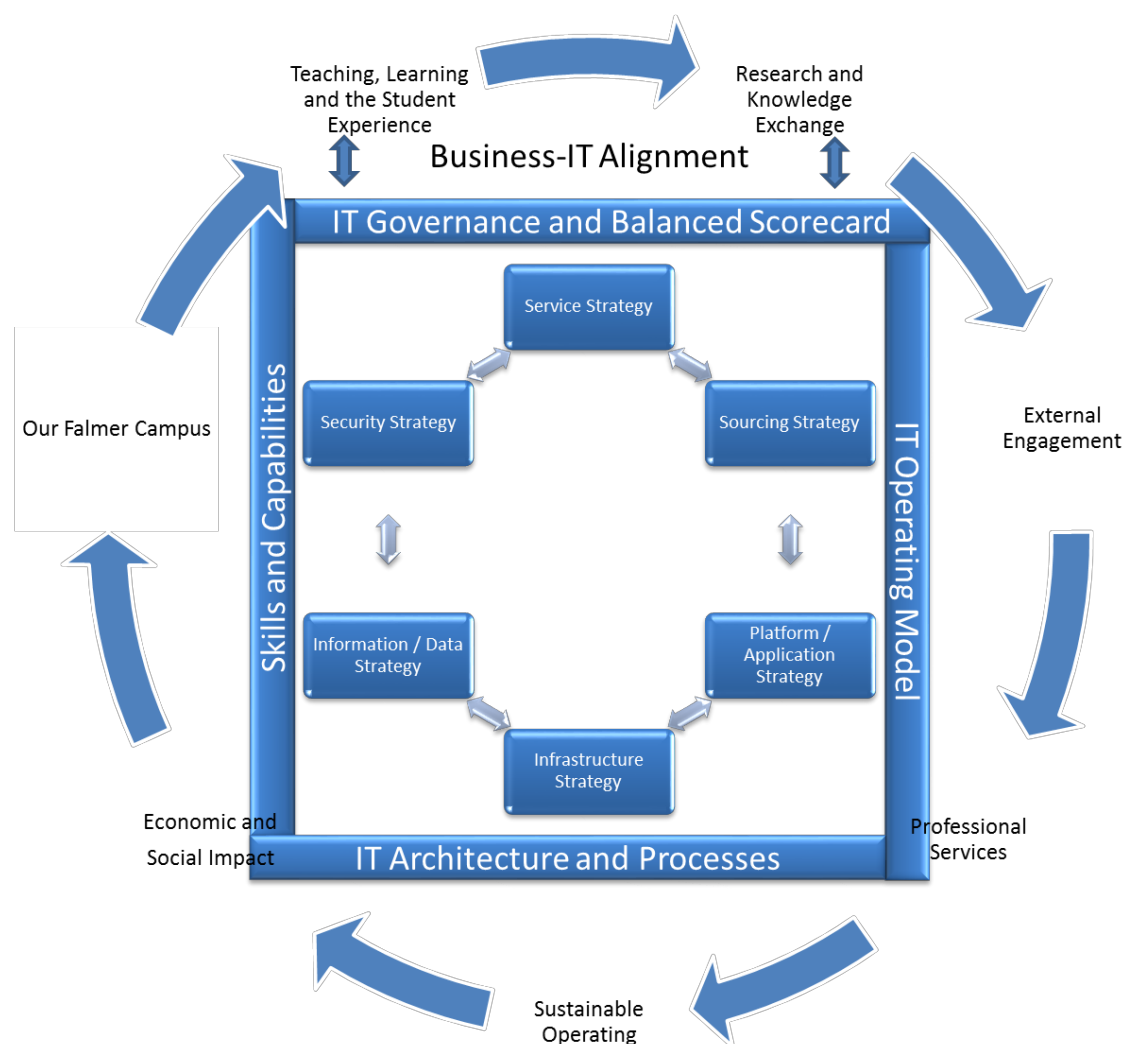 Teaching, Learning
and the Student
Experience
Research and
Knowledge
Exchange
Business-IT Alignment
IT Governance and Balanced Scorecard
Service Strategy
Security Strategy
Sourcing Strategy
Our Falmer Campus
External
Engagement
Skills and Capabilities
IT Operating Model
Information / Data
Strategy
Platform /
Application
Strategy
Infrastructure
Strategy
Economic and
Social Impact
Professional
Services
IT Architecture and Processes
Sustainable
Operating